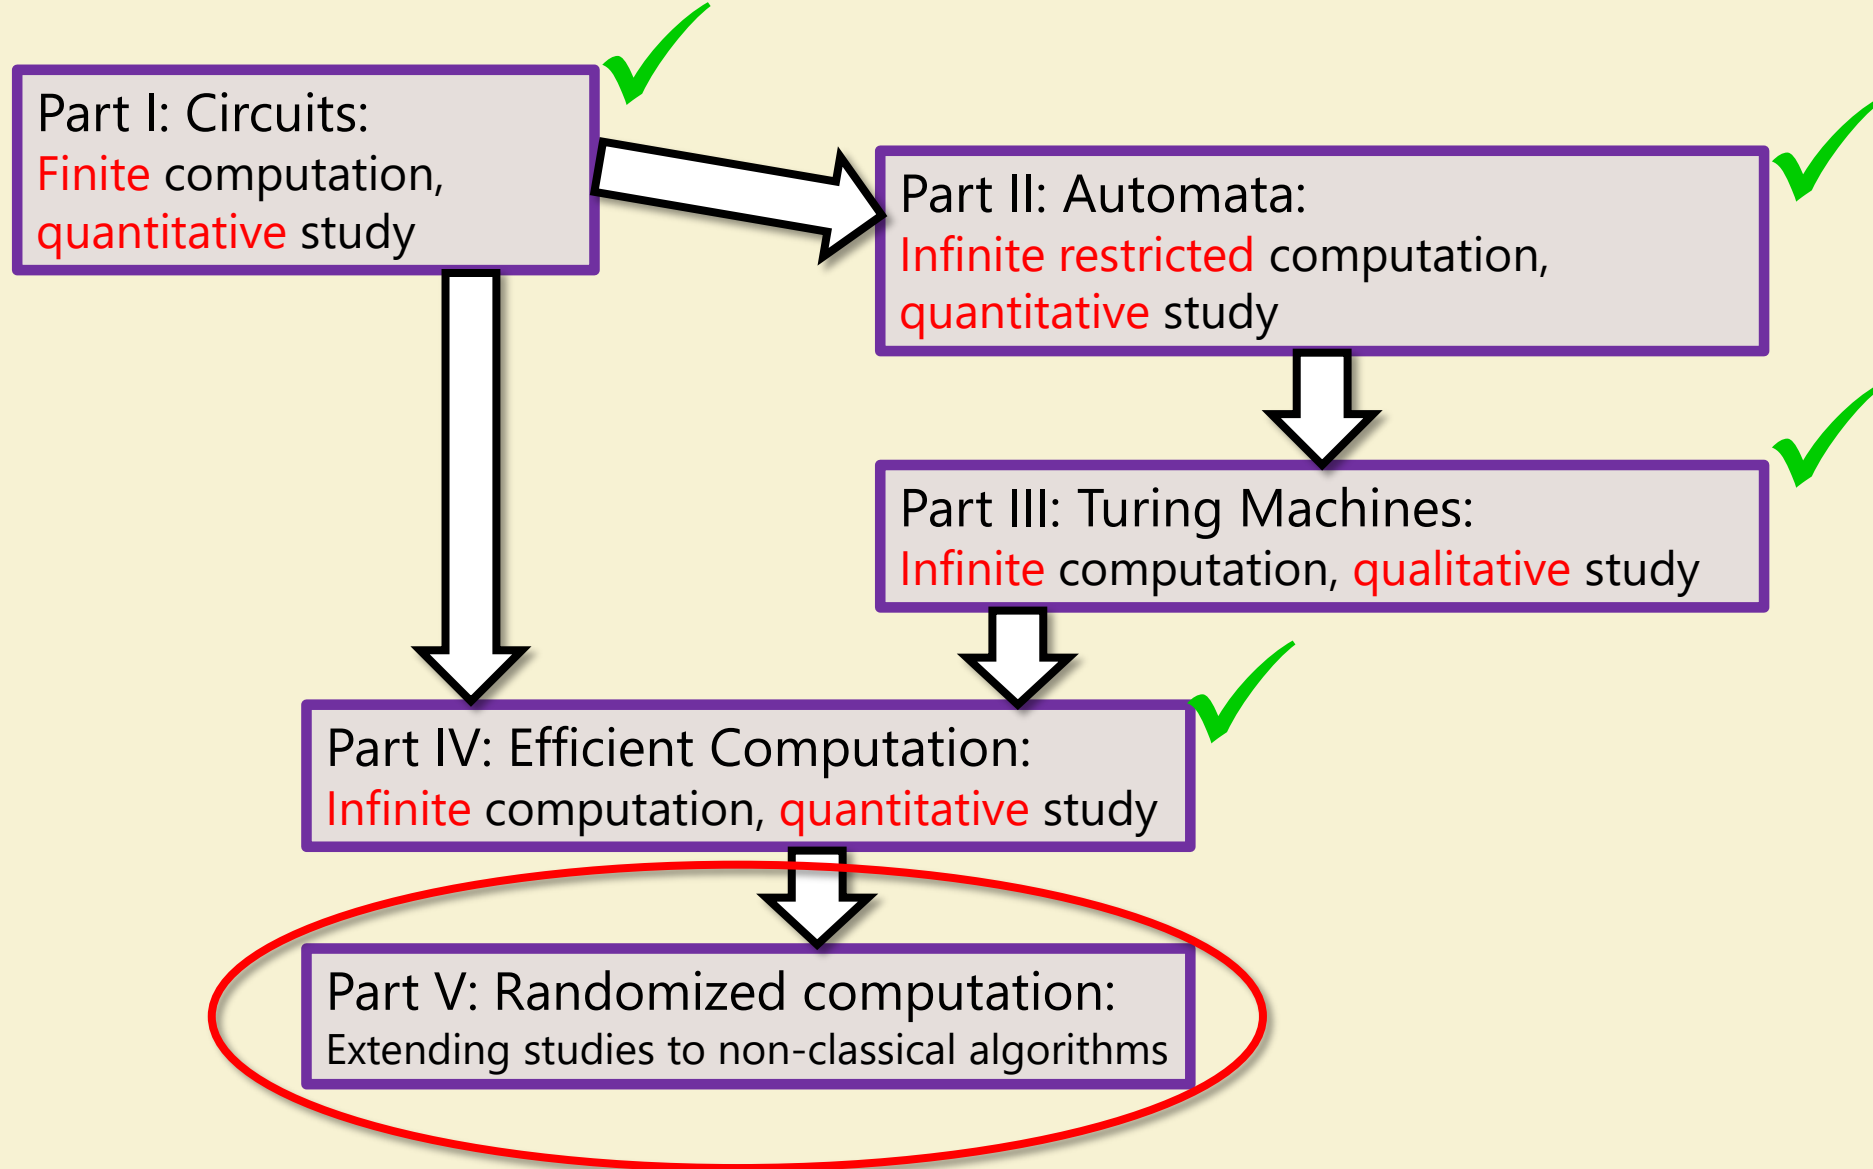 Part I: Circuits:
Finite computation,
quantitative study
Part II: Automata:
Infinite restricted computation,
quantitative study
Part III: Turing Machines:
Infinite computation, qualitative study
Part IV: Efficient Computation:
Infinite computation, quantitative study
Part V: Randomized computation:
Extending studies to non-classical algorithms